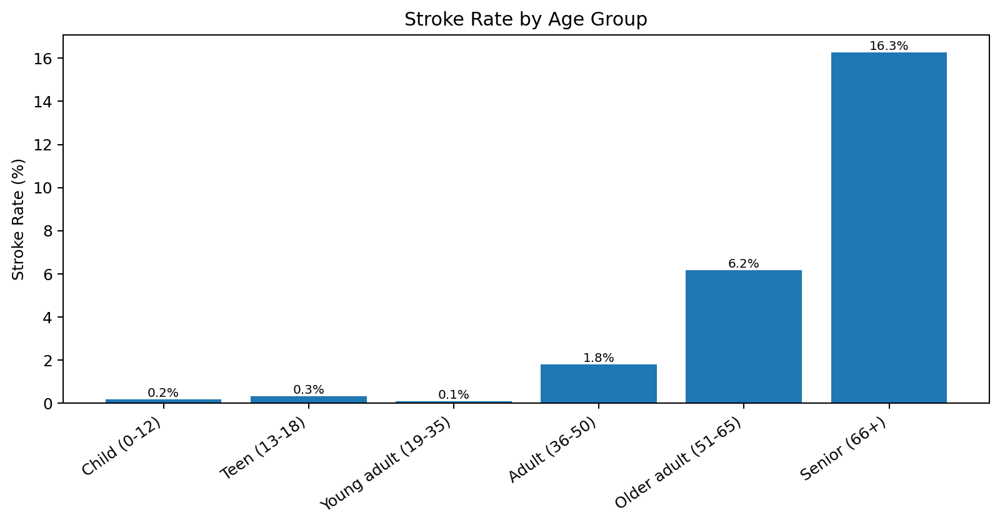 Stroke Rate by Age Group
Stroke Rate (%)
16
14
12
10
8
6
4
2
0
0.2%
0.3%
0.1%
1.8%
6.2%
16.3%
Child (0-12)
Teen (13-18)
Young adult (19-35)
Adult (36-50)
Older adult (51-65)
Senior (66+)